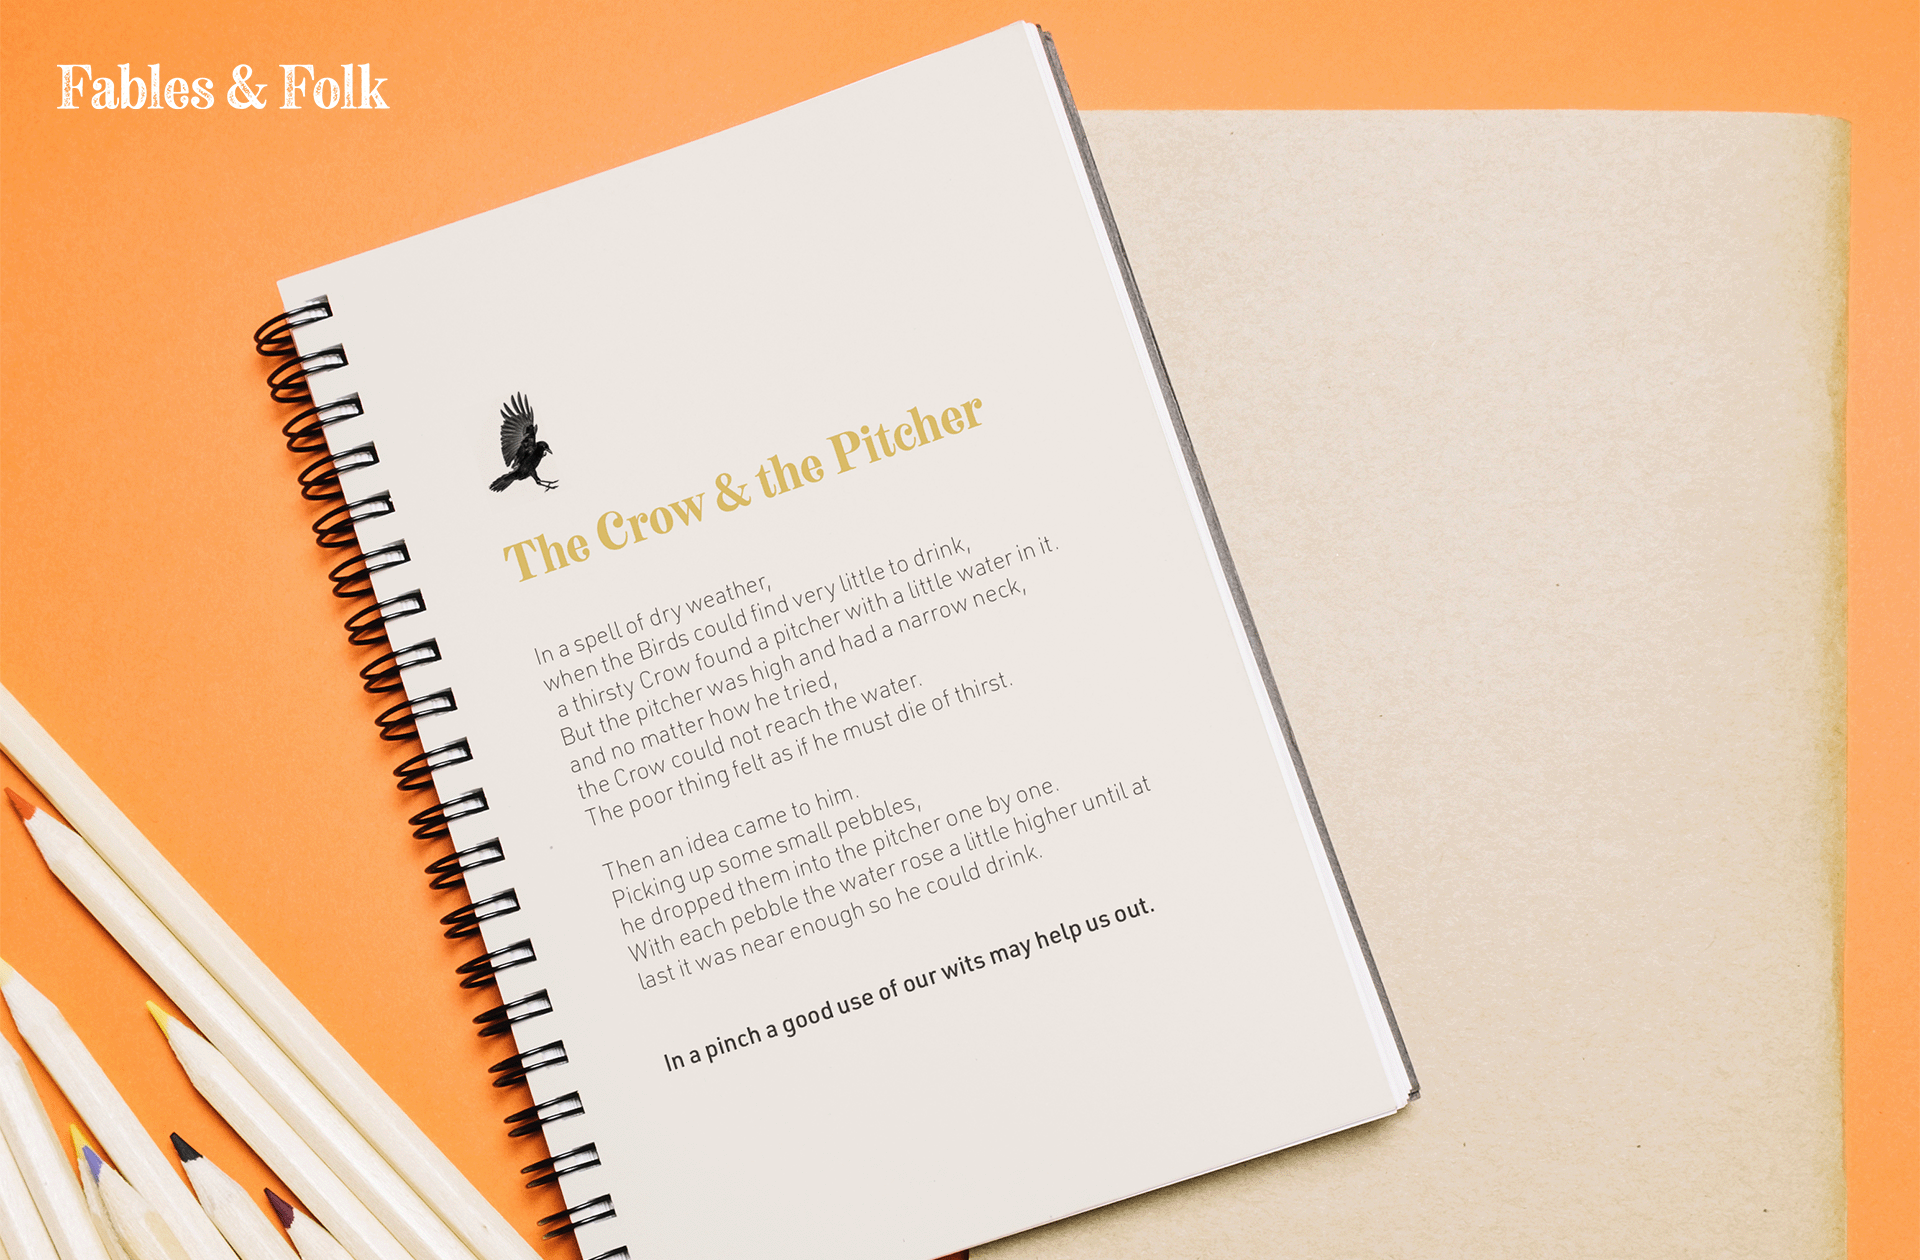 Fables & Folk
The Crow & the Pitcher
In a spell of dry weather,
when the Birds could find very little to drink,
a thirsty Crow found a pitcher with a little water in it.
But the pitcher was high and had a narrow neck,
and no matter how he tried,
the Crow could not reach the water.
The poor thing felt as if he must die of thirst.
Then an idea came to him.
Picking up some small pebbles,
he dropped them into the pitcher one by one.
With each pebble the water rose a little higher until at
last it was near enough so he could drink.
In a pinch a good use of our wits may help us out.